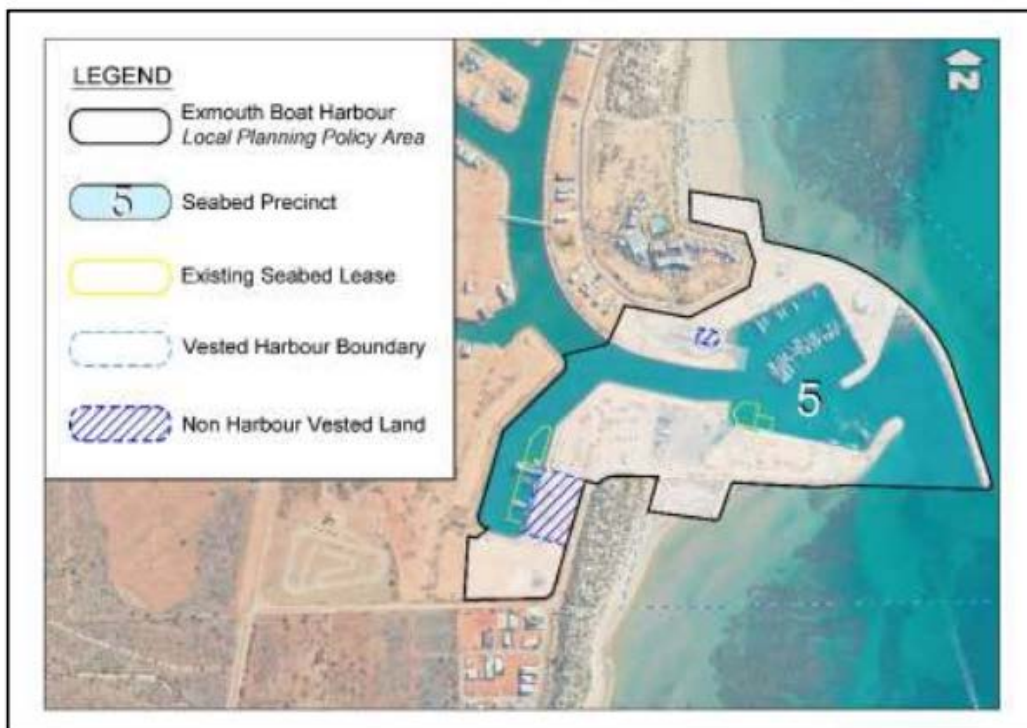 LEGEND
Exmouth Boat Harbour
Local Planning Policy Area
5
Seabed Precinct
Existing Seabed Lease
Vested Harbour Boundary
Non Harbour Vested Land
N
5